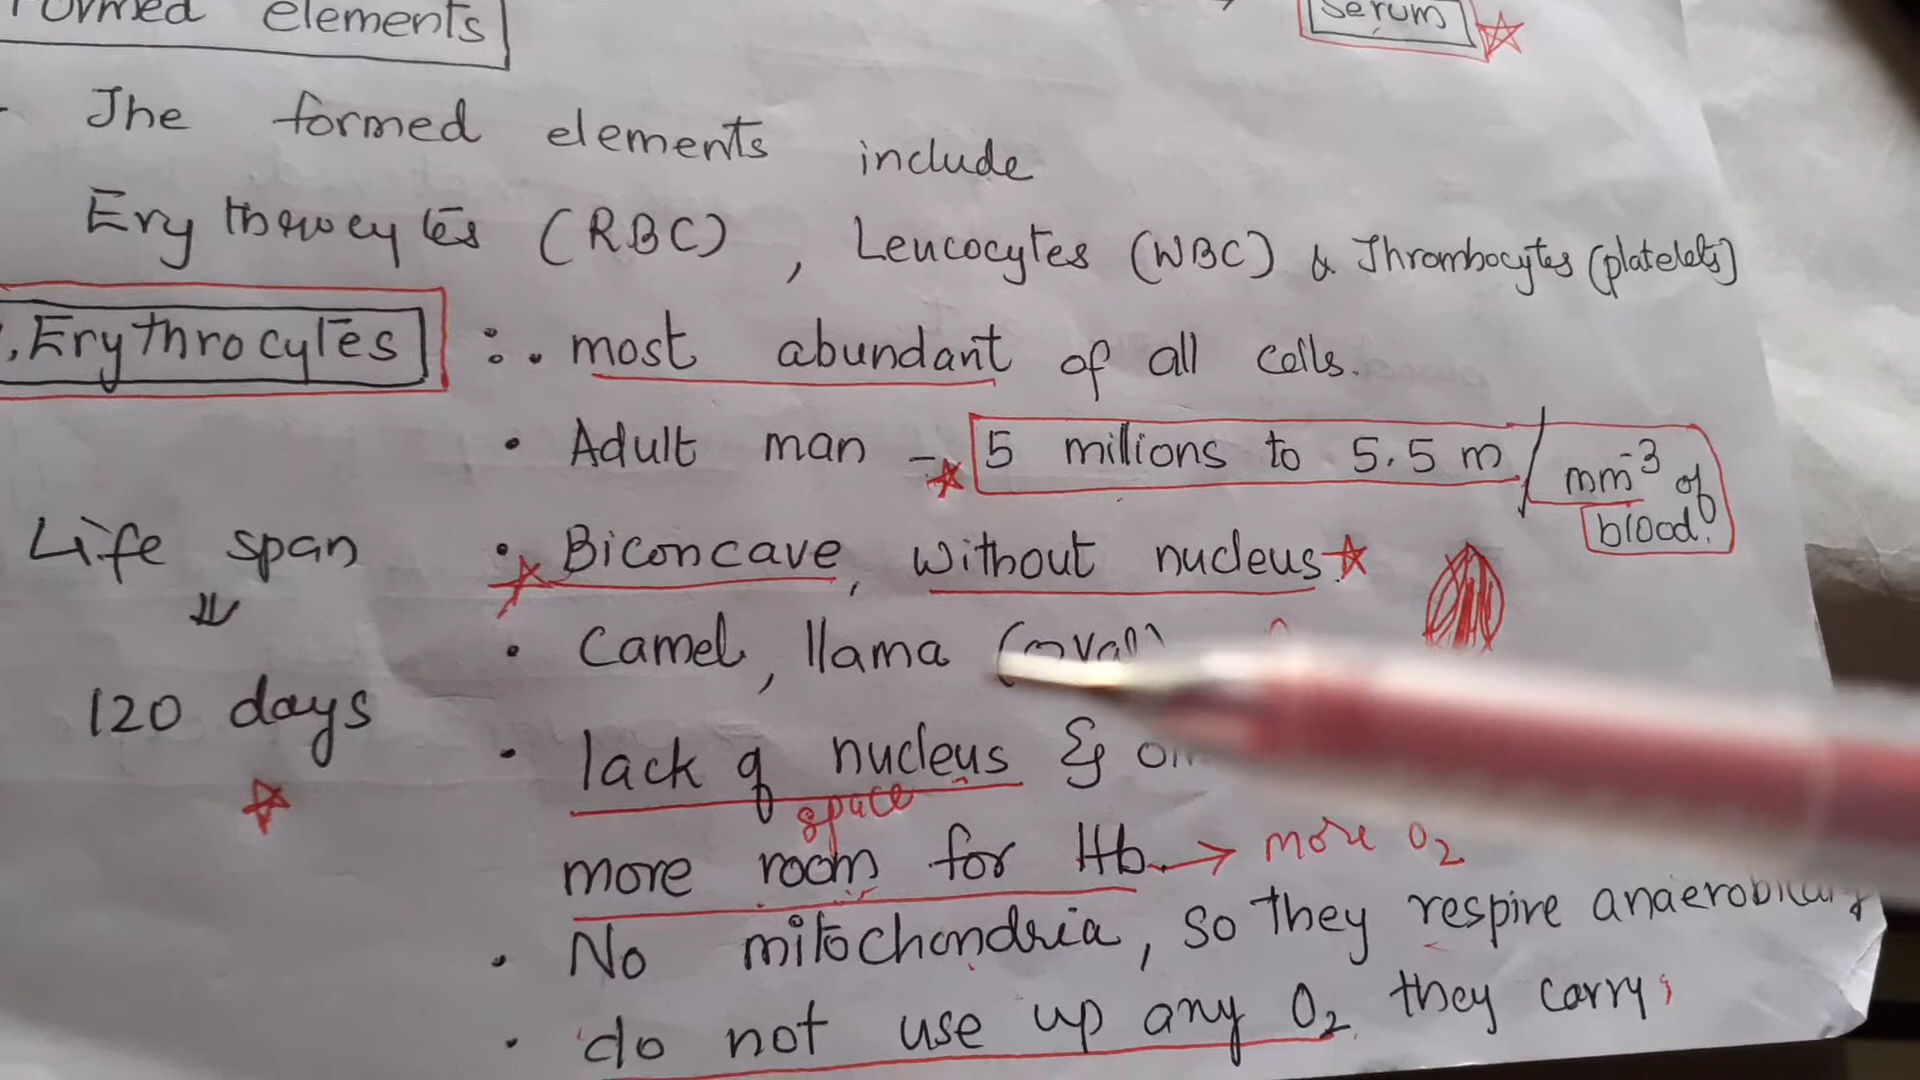 Formed elements
Serum
The formed elements include
Erythrocytes (RBC), Leucocytes (WBC) & Thrombocytes (platelets)
Erythrocytes : • most abundant of all cells.
• Adult man - 5 millions to 5.5 m / mm⁻³ of blood.
• Biconcave, without nucleus
Life span
⇓
120 days
• Camel, llama (oval)
• lack of nucleus &
space
more room for Hb → more O₂
• No mitochondria, so they respire anaerobically
• do not use up any O₂ they carry